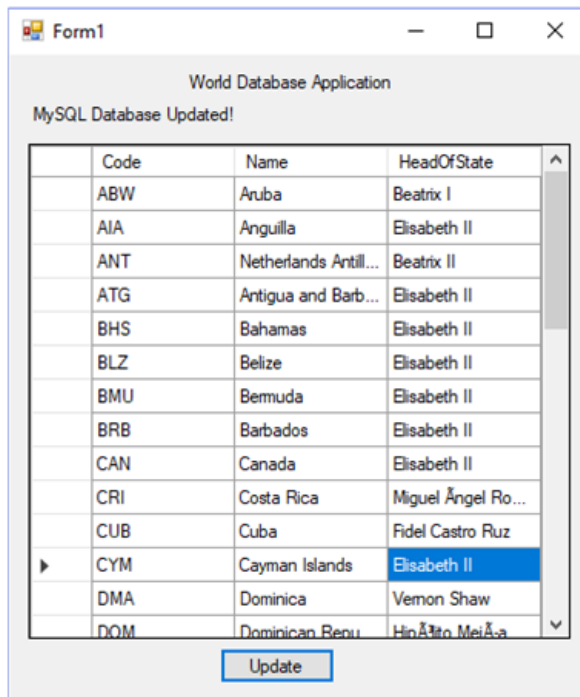 Form1
World Database Application
MySQL Database Updated!
Code Name HeadOfState
ABW Aruba Beatrix I
AIA Anguilla Elisabeth II
ANT Netherlands Antill... Beatrix II
ATG Antigua and Barb... Elisabeth II
BHS Bahamas Elisabeth II
BLZ Belize Elisabeth II
BMU Bermuda Elisabeth II
BRB Barbados Elisabeth II
CAN Canada Elisabeth II
CRI Costa Rica Miguel Ãngel Ro...
CUB Cuba Fidel Castro Ruz
CYM Cayman Islands Elisabeth II
DMA Dominica Vernon Shaw
DOM Dominican Repu
Update